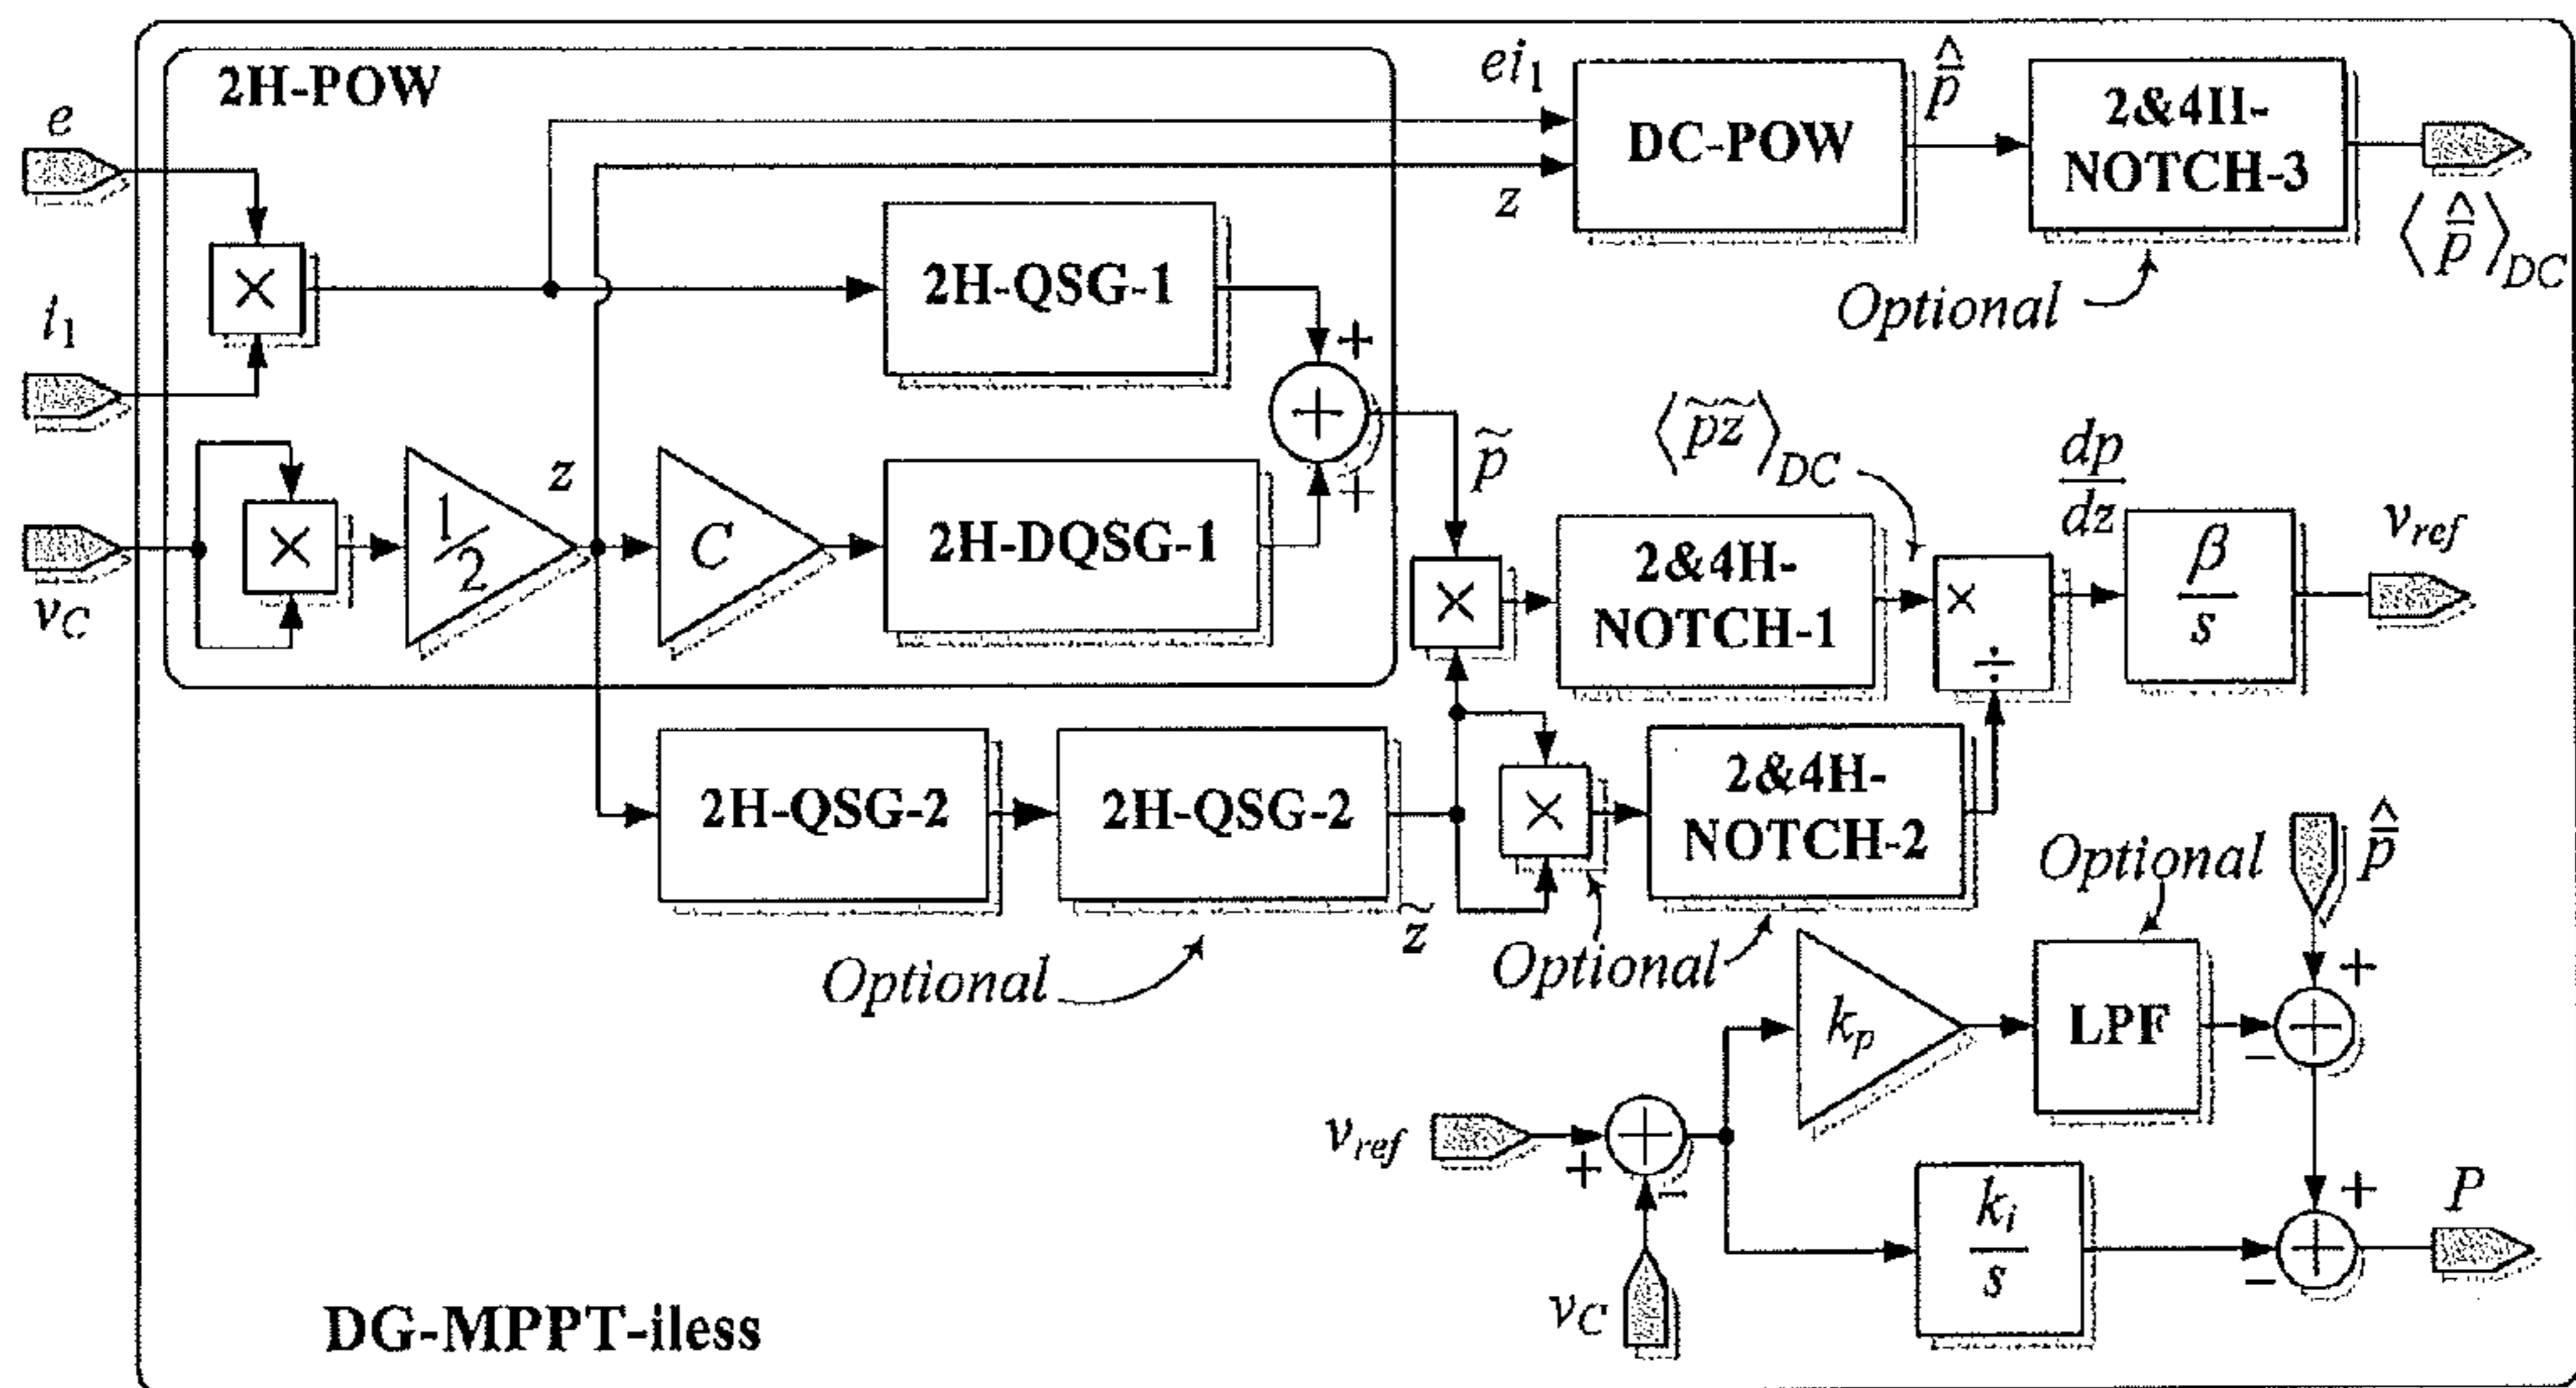 2H-POW
e
i1
vC
×
×
1/2
z
C
2H-QSG-1
2H-DQSG-1
+
+
+
ei1
z
DC-POW
p̂̄
2&4H-
NOTCH-3
⟨p̂̄⟩DC
Optional
p̃
⟨p̃z̃⟩DC
×
2&4H-
NOTCH-1
×
÷
dp
dz
β
s
vref
2H-QSG-2
2H-QSG-2
z̃
Optional
×
2&4H-
NOTCH-2
Optional
Optional
p̂̄
kp
LPF
+
+
−
vref
+
+
−
vC
ki
s
+
+
−
P
DG-MPPT-iless